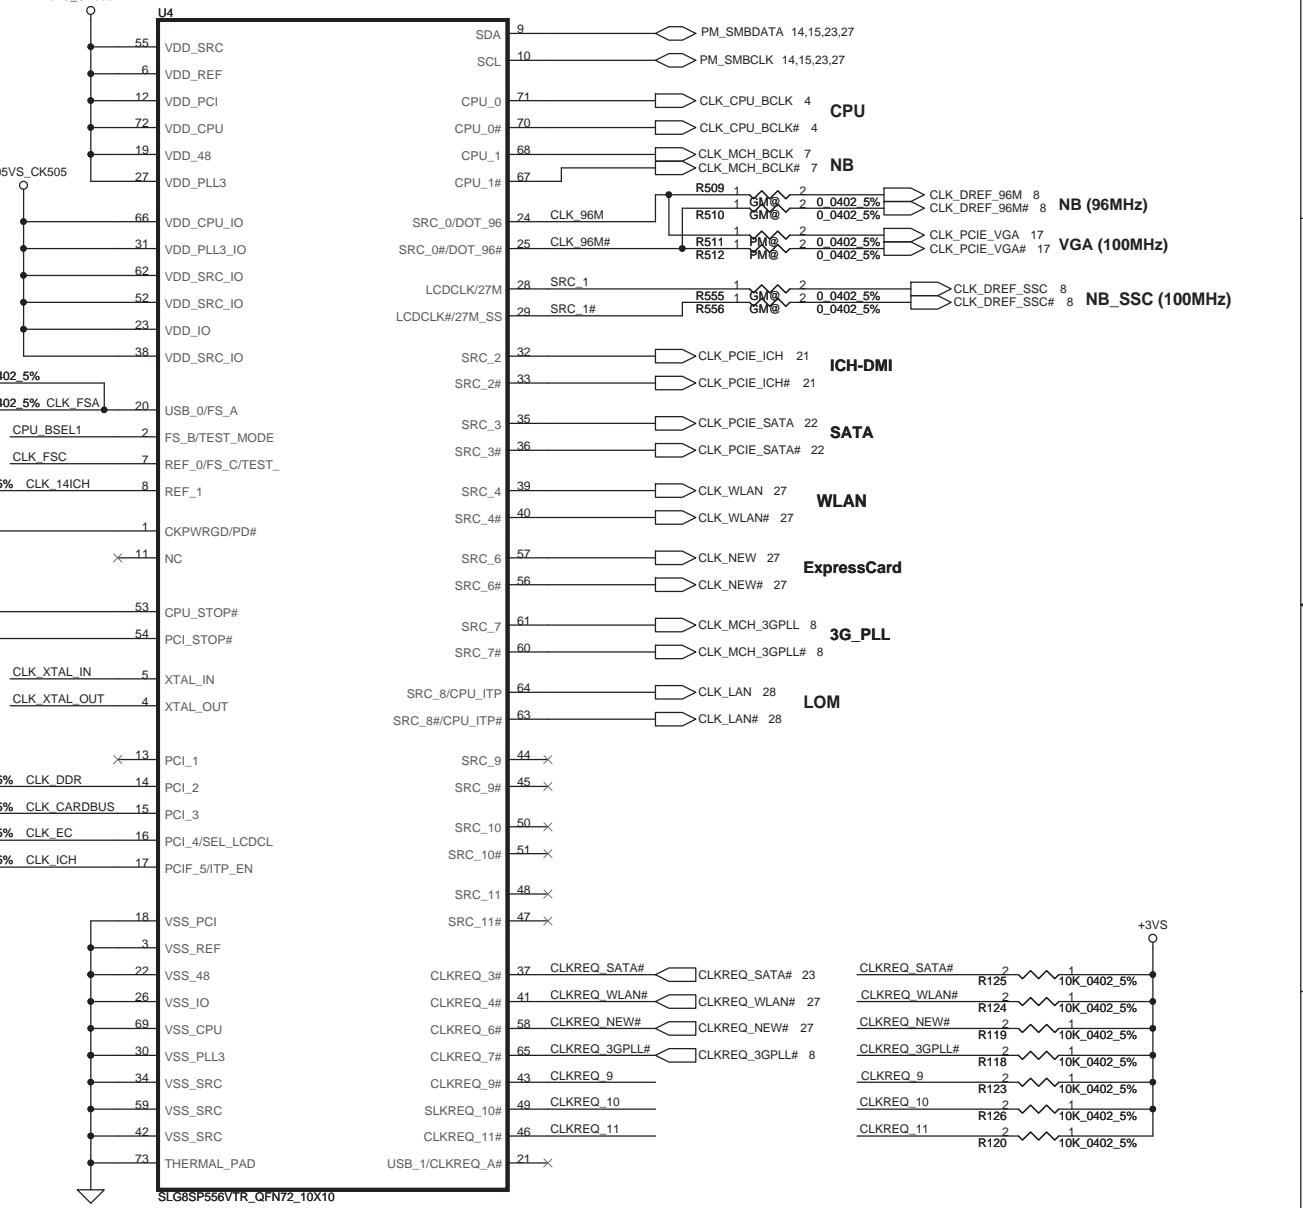 U4
55 VDD_SRC
6 VDD_REF
12 VDD_PCI
72 VDD_CPU
19 VDD_48
05VS_CK505
27 VDD_PLL3
66 VDD_CPU_IO
31 VDD_PLL3_IO
62 VDD_SRC_IO
52 VDD_SRC_IO
23 VDD_IO
38 VDD_SRC_IO
402_5%
402_5% CLK_FSA 20 USB_0/FS_A
CPU_BSEL1 2 FS_B/TEST_MODE
CLK_FSC 7 REF_0/FS_C/TEST_
5% CLK_14ICH 8 REF_1
1 CKPWRGD/PD#
11 NC
53 CPU_STOP#
54 PCI_STOP#
CLK_XTAL_IN 5 XTAL_IN
CLK_XTAL_OUT 4 XTAL_OUT
13 PCI_1
5% CLK_DDR 14 PCI_2
5% CLK_CARDBUS 15 PCI_3
5% CLK_EC 16 PCI_4/SEL_LCDCL
5% CLK_ICH 17 PCIF_5/ITP_EN
18 VSS_PCI
3 VSS_REF
22 VSS_48
26 VSS_IO
69 VSS_CPU
30 VSS_PLL3
34 VSS_SRC
59 VSS_SRC
42 VSS_SRC
73 THERMAL_PAD
SLG8SP556VTR_QFN72_10X10
SDA 9 PM_SMBDATA 14,15,23,27
SCL 10 PM_SMBCLK 14,15,23,27
CPU_0 71 CLK_CPU_BCLK 4
CPU
CPU_0# 70 CLK_CPU_BCLK# 4
CPU_1 68 CLK_MCH_BCLK 7
NB
CPU_1# 67 CLK_MCH_BCLK# 7
R509 1 GM@ 2 0_0402_5% CLK_DREF_96M 8
NB (96MHz)
SRC_0/DOT_96 24 CLK_96M R510 1 GM@ 2 0_0402_5% CLK_DREF_96M# 8
R511 1 PM@ 2 0_0402_5% CLK_PCIE_VGA 17
VGA (100MHz)
SRC_0#/DOT_96# 25 CLK_96M# R512 1 PM@ 2 0_0402_5% CLK_PCIE_VGA# 17
LCDCLK/27M 28 SRC_1 R555 1 GM@ 2 0_0402_5% CLK_DREF_SSC 8
NB_SSC (100MHz)
LCDCLK#/27M_SS 29 SRC_1# R556 1 GM@ 2 0_0402_5% CLK_DREF_SSC# 8
SRC_2 32 CLK_PCIE_ICH 21
ICH-DMI
SRC_2# 33 CLK_PCIE_ICH# 21
SRC_3 35 CLK_PCIE_SATA 22
SATA
SRC_3# 36 CLK_PCIE_SATA# 22
SRC_4 39 CLK_WLAN 27
WLAN
SRC_4# 40 CLK_WLAN# 27
SRC_6 57 CLK_NEW 27
ExpressCard
SRC_6# 56 CLK_NEW# 27
SRC_7 61 CLK_MCH_3GPLL 8
3G_PLL
SRC_7# 60 CLK_MCH_3GPLL# 8
SRC_8/CPU_ITP 64 CLK_LAN 28
LOM
SRC_8#/CPU_ITP# 63 CLK_LAN# 28
SRC_9 44
SRC_9# 45
SRC_10 50
SRC_10# 51
SRC_11 48
SRC_11# 47
+3VS
CLKREQ_3# 37 CLKREQ_SATA# CLKREQ_SATA# 23
CLKREQ_4# 41 CLKREQ_WLAN# CLKREQ_WLAN# 27
CLKREQ_6# 58 CLKREQ_NEW# CLKREQ_NEW# 27
CLKREQ_7# 65 CLKREQ_3GPLL# CLKREQ_3GPLL# 8
CLKREQ_9# 43 CLKREQ_9
SLKREQ_10# 49 CLKREQ_10
CLKREQ_11# 46 CLKREQ_11
USB_1/CLKREQ_A# 21
CLKREQ_SATA# R125 2 1 10K_0402_5%
CLKREQ_WLAN# R124 2 1 10K_0402_5%
CLKREQ_NEW# R119 2 1 10K_0402_5%
CLKREQ_3GPLL# R118 2 1 10K_0402_5%
CLKREQ_9 R123 2 1 10K_0402_5%
CLKREQ_10 R126 2 1 10K_0402_5%
CLKREQ_11 R120 2 1 10K_0402_5%